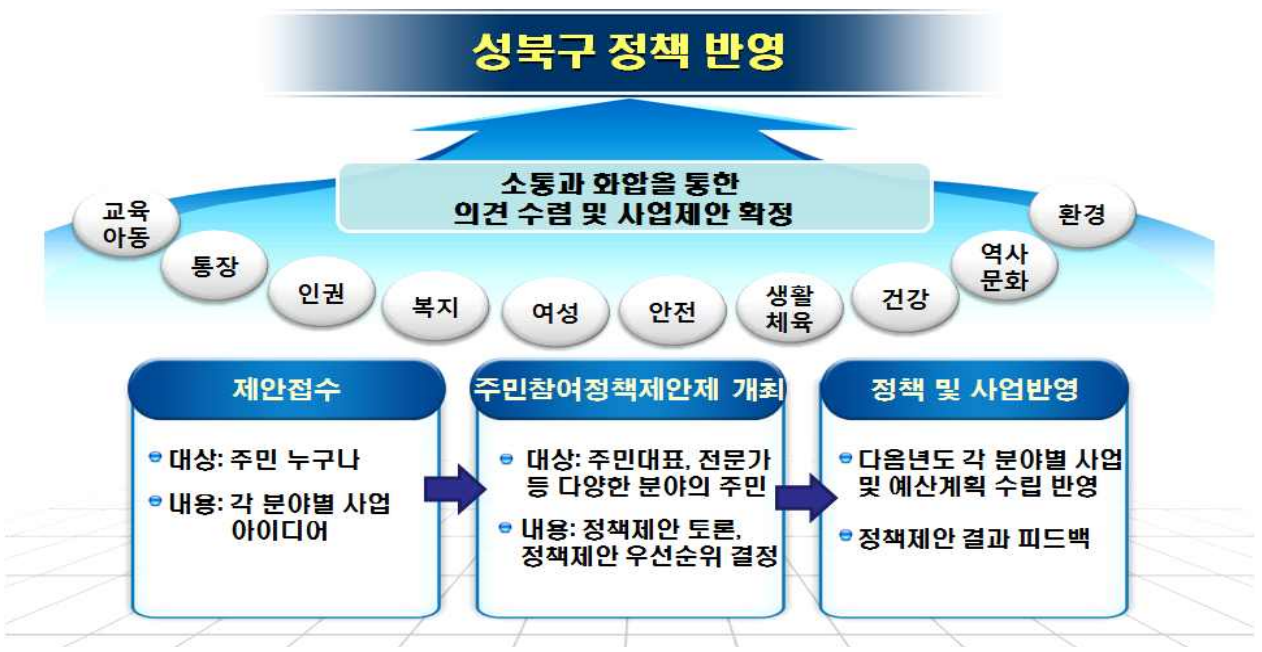 성북구 정책 반영
소통과 화합을 통한
의견 수렴 및 사업제안 확정
교육
아동
통장
인권
복지
여성
안전
생활
체육
건강
역사
문화
환경
제안접수
대상: 주민 누구나
내용: 각 분야별 사업
아이디어
주민참여정책제안제 개최
대상: 주민대표, 전문가
등 다양한 분야의 주민
내용: 정책제안 토론,
정책제안 우선순위 결정
정책 및 사업반영
다음년도 각 분야별 사업
및 예산계획 수립 반영
정책제안 결과 피드백